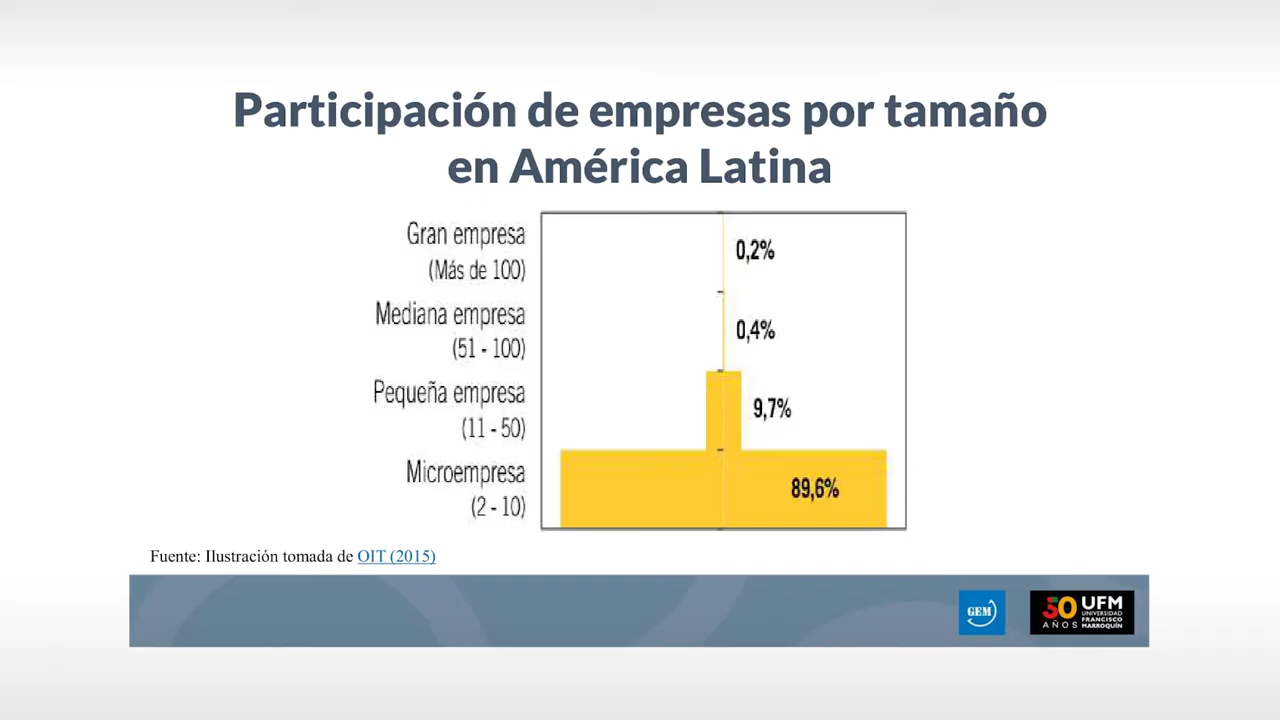 Participación de empresas por tamaño
en América Latina
Gran empresa
(Más de 100)
0,2%
Mediana empresa
(51 - 100)
0,4%
Pequeña empresa
(11 - 50)
9,7%
Microempresa
(2 - 10)
89,6%
Fuente: Ilustración tomada de OIT (2015)
GEM
50
AÑOS
UFM
UNIVERSIDAD
FRANCISCO
MARROQUÍN